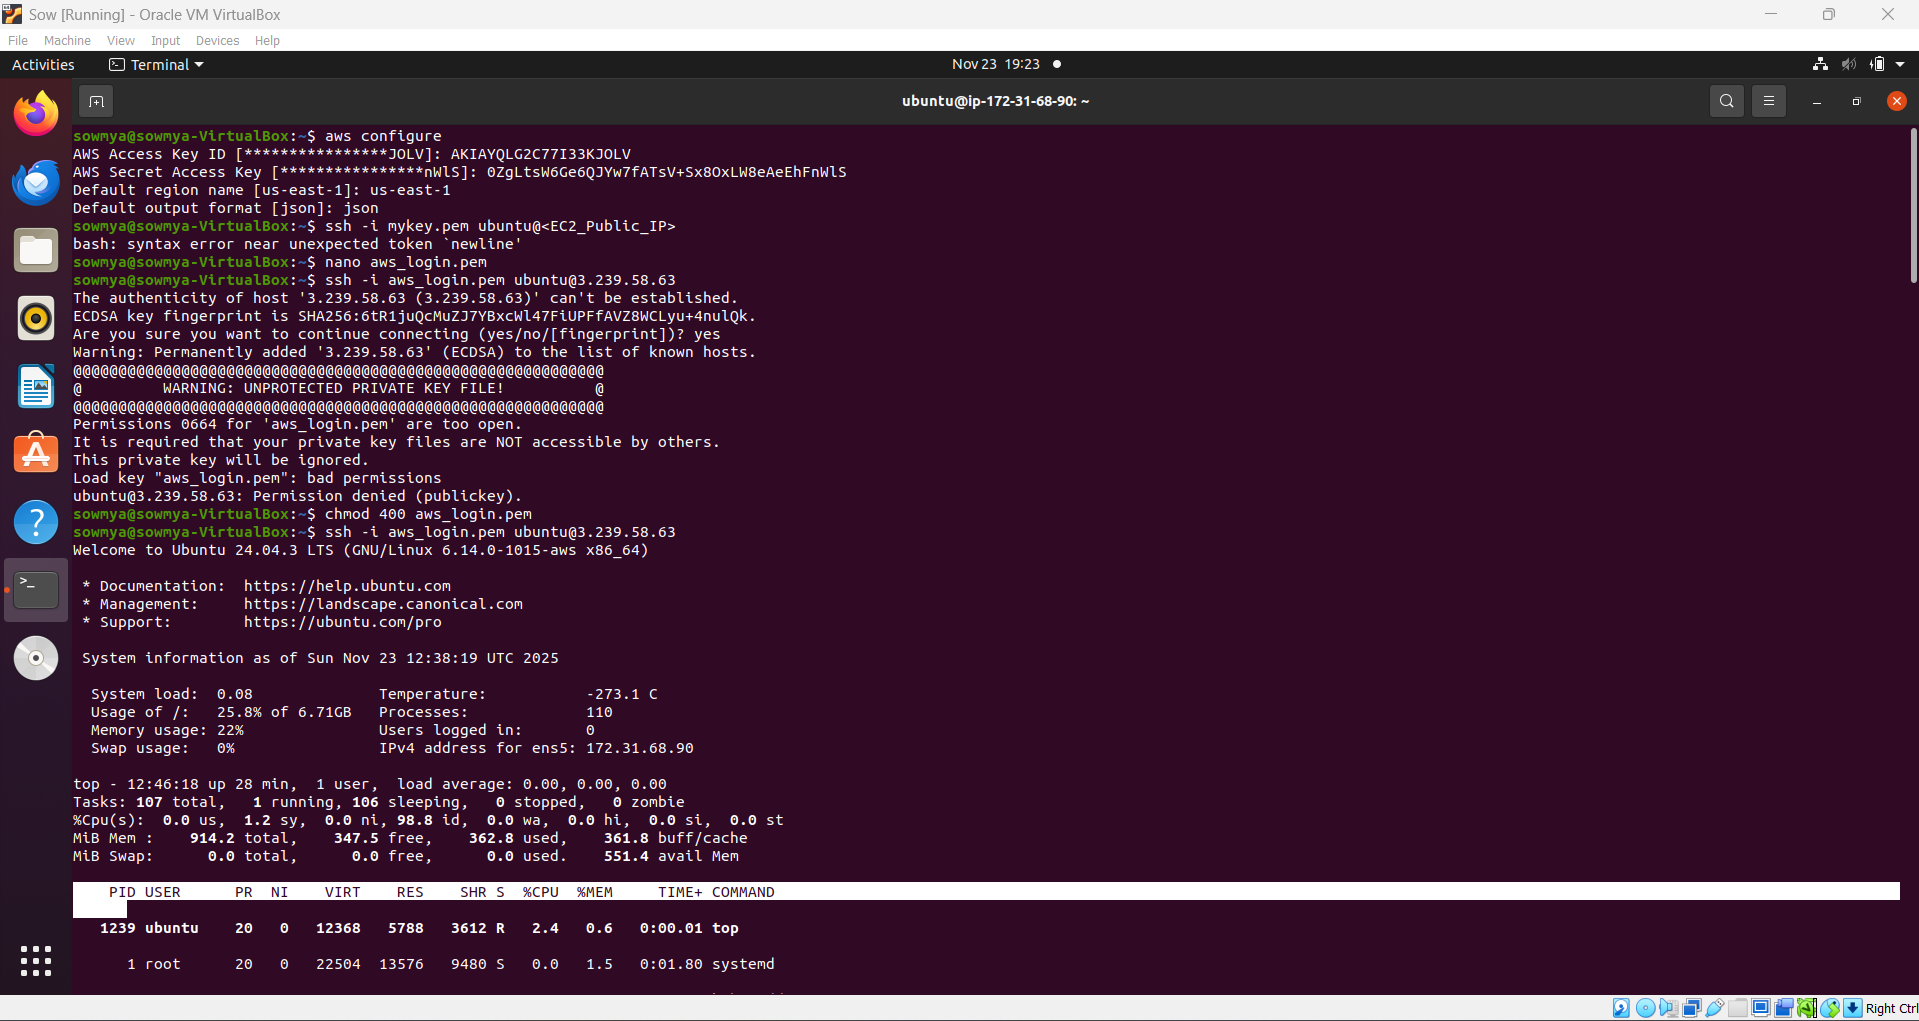 Sow [Running] - Oracle VM VirtualBox
File Machine View Input Devices Help
Activities Terminal Nov 23 19:23
ubuntu@ip-172-31-68-90: ~
sowmya@sowmya-VirtualBox:~$ aws configure
AWS Access Key ID [****************JOLV]: AKIAYQLG2C77I33KJOLV
AWS Secret Access Key [****************nWlS]: 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
Default region name [us-east-1]: us-east-1
Default output format [json]: json
sowmya@sowmya-VirtualBox:~$ ssh -i mykey.pem ubuntu@<EC2_Public_IP>
bash: syntax error near unexpected token `newline'
sowmya@sowmya-VirtualBox:~$ nano aws_login.pem
sowmya@sowmya-VirtualBox:~$ ssh -i aws_login.pem ubuntu@3.239.58.63
The authenticity of host '3.239.58.63 (3.239.58.63)' can't be established.
ECDSA key fingerprint is SHA256:6tR1juQcMuZJ7YBxcWl47FiUPFfAVZ8WCLyu+4nulQk.
Are you sure you want to continue connecting (yes/no/[fingerprint])? yes
Warning: Permanently added '3.239.58.63' (ECDSA) to the list of known hosts.
@@@@@@@@@@@@@@@@@@@@@@@@@@@@@@@@@@@@@@@@@@@@@@@@@@@@@@@@@@@
@         WARNING: UNPROTECTED PRIVATE KEY FILE!          @
@@@@@@@@@@@@@@@@@@@@@@@@@@@@@@@@@@@@@@@@@@@@@@@@@@@@@@@@@@@
Permissions 0664 for 'aws_login.pem' are too open.
It is required that your private key files are NOT accessible by others.
This private key will be ignored.
Load key "aws_login.pem": bad permissions
ubuntu@3.239.58.63: Permission denied (publickey).
sowmya@sowmya-VirtualBox:~$ chmod 400 aws_login.pem
sowmya@sowmya-VirtualBox:~$ ssh -i aws_login.pem ubuntu@3.239.58.63
Welcome to Ubuntu 24.04.3 LTS (GNU/Linux 6.14.0-1015-aws x86_64)
* Documentation:  https://help.ubuntu.com
* Management:     https://landscape.canonical.com
* Support:        https://ubuntu.com/pro
System information as of Sun Nov 23 12:38:19 UTC 2025
System load:  0.08              Temperature:           -273.1 C
Usage of /:   25.8% of 6.71GB   Processes:             110
Memory usage: 22%               Users logged in:       0
Swap usage:   0%                IPv4 address for ens5: 172.31.68.90
top - 12:46:18 up 28 min,  1 user,  load average: 0.00, 0.00, 0.00
Tasks: 107 total,   1 running, 106 sleeping,   0 stopped,   0 zombie
%Cpu(s):  0.0 us,  1.2 sy,  0.0 ni, 98.8 id,  0.0 wa,  0.0 hi,  0.0 si,  0.0 st
MiB Mem :    914.2 total,    347.5 free,    362.8 used,    361.8 buff/cache
MiB Swap:      0.0 total,      0.0 free,      0.0 used.    551.4 avail Mem
PID USER      PR  NI    VIRT    RES    SHR S  %CPU  %MEM     TIME+ COMMAND
1239 ubuntu    20   0   12368   5788   3612 R   2.4   0.6   0:00.01 top
1 root      20   0   22504  13576   9480 S   0.0   1.5   0:01.80 systemd
Right Ctrl